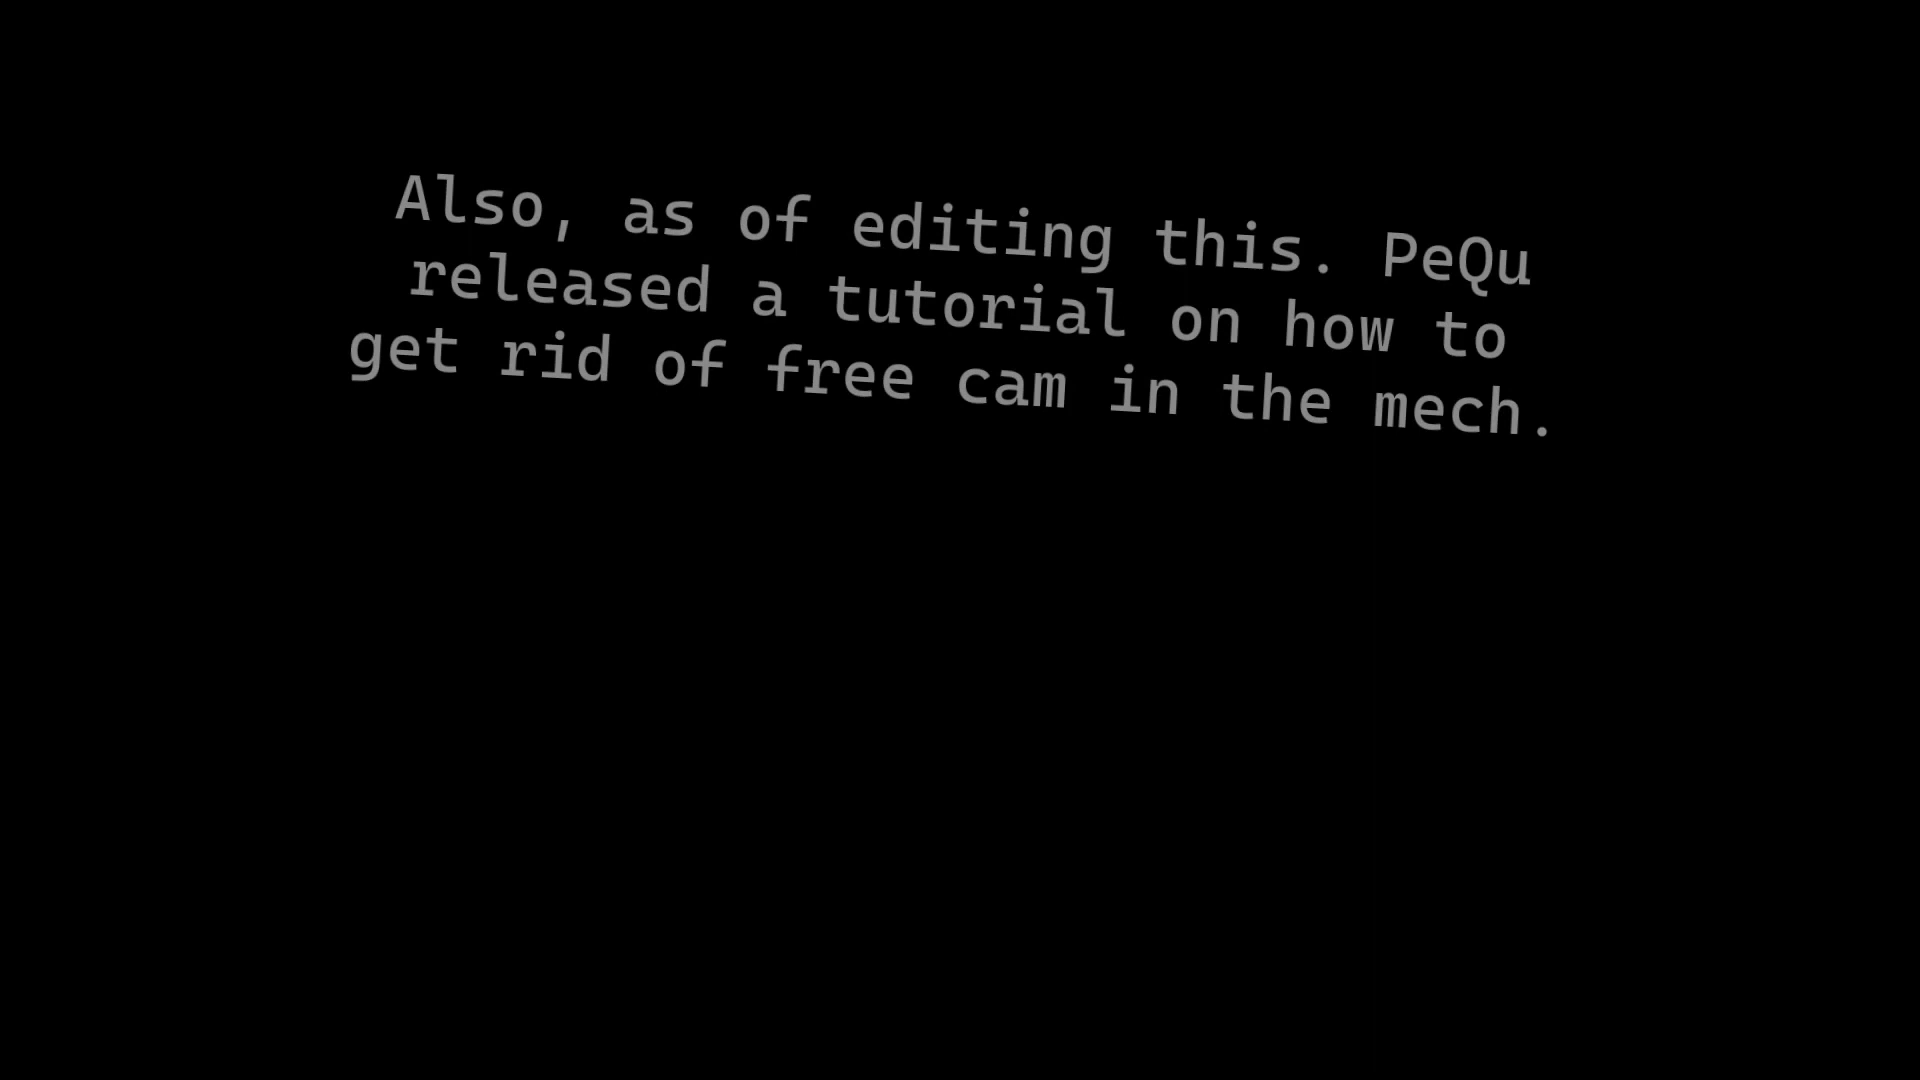 Also, as of editing this. PeQu
released a tutorial on how to
get rid of free cam in the mech.